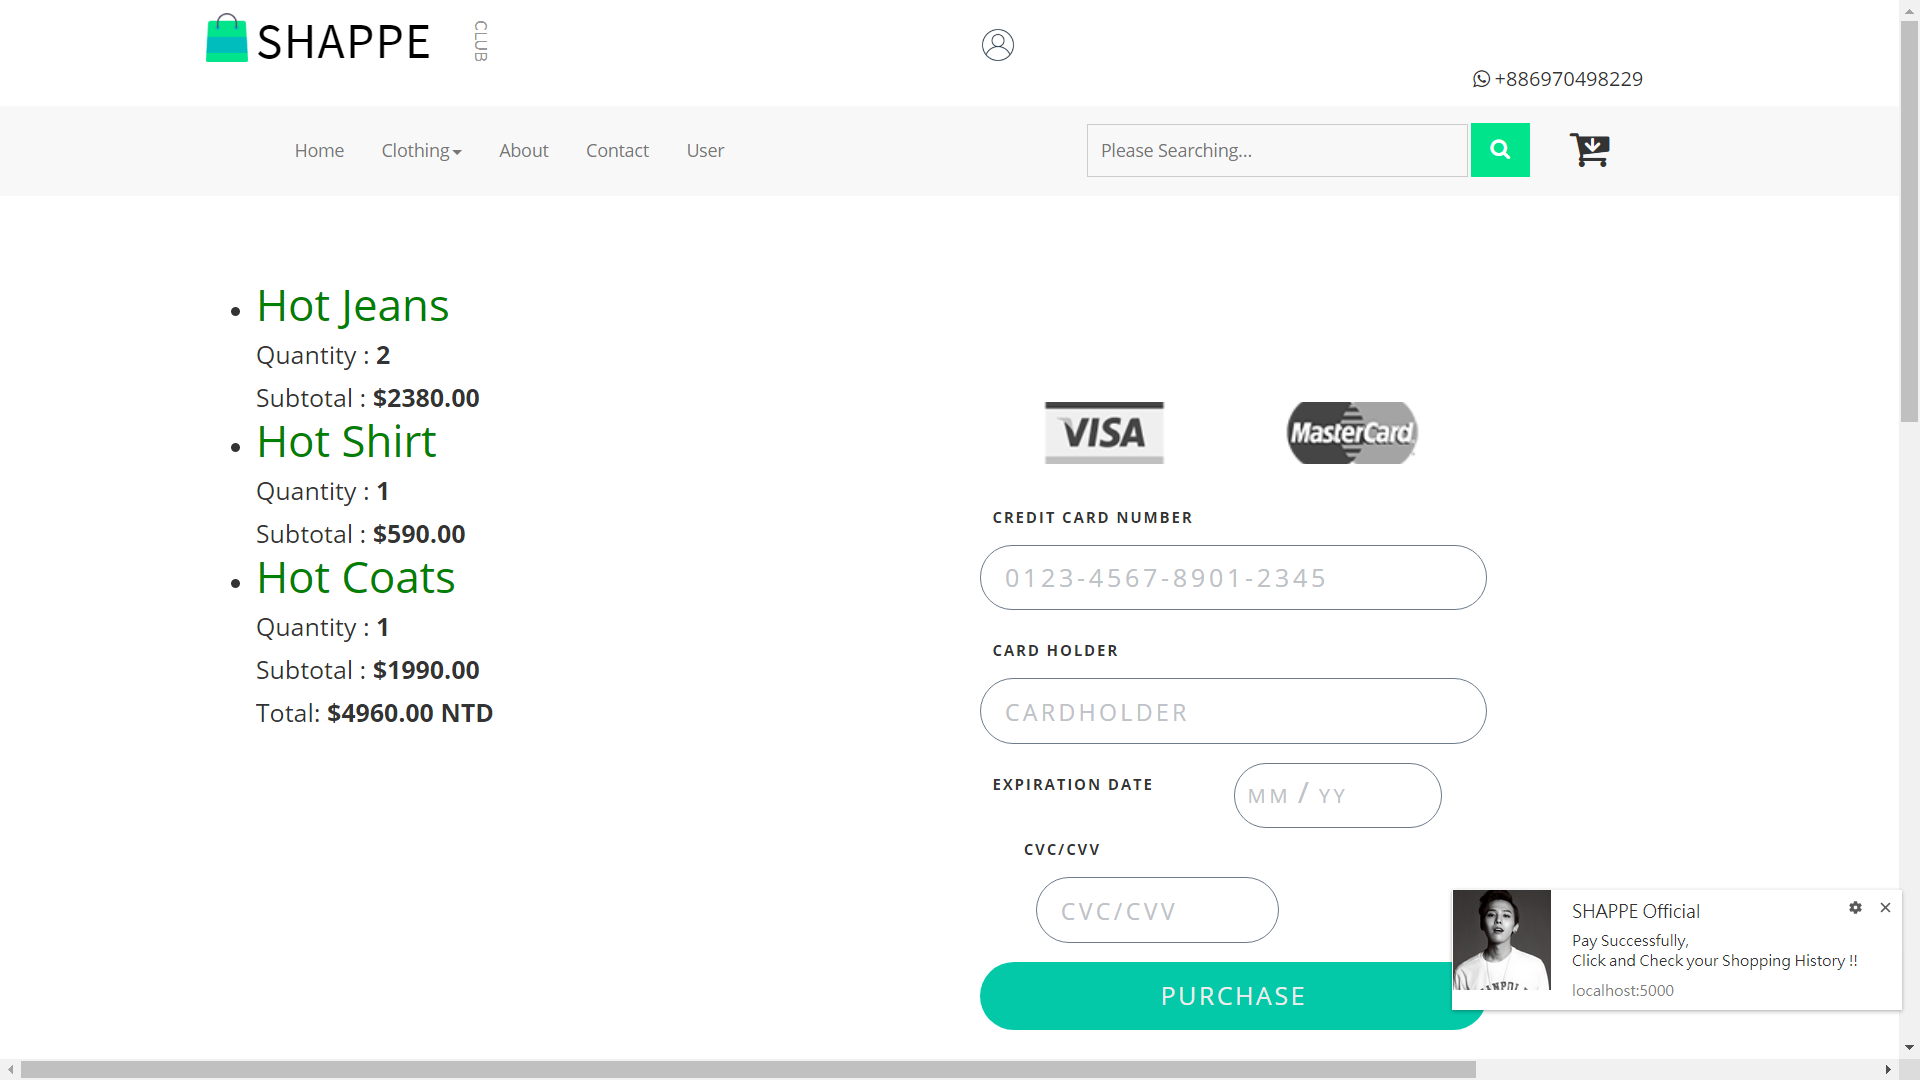 SHAPPE
CLUB
+886970498229
Home
Clothing
About
Contact
User
Please Searching...
Hot Jeans
Quantity : 2
Subtotal : $2380.00
Hot Shirt
Quantity : 1
Subtotal : $590.00
Hot Coats
Quantity : 1
Subtotal : $1990.00
Total: $4960.00 NTD
VISA
MasterCard
CREDIT CARD NUMBER
0123-4567-8901-2345
CARD HOLDER
CARDHOLDER
EXPIRATION DATE
MM / YY
CVC/CVV
CVC/CVV
PURCHASE
SHAPPE Official
Pay Successfully,
Click and Check your Shopping History !!
localhost:5000